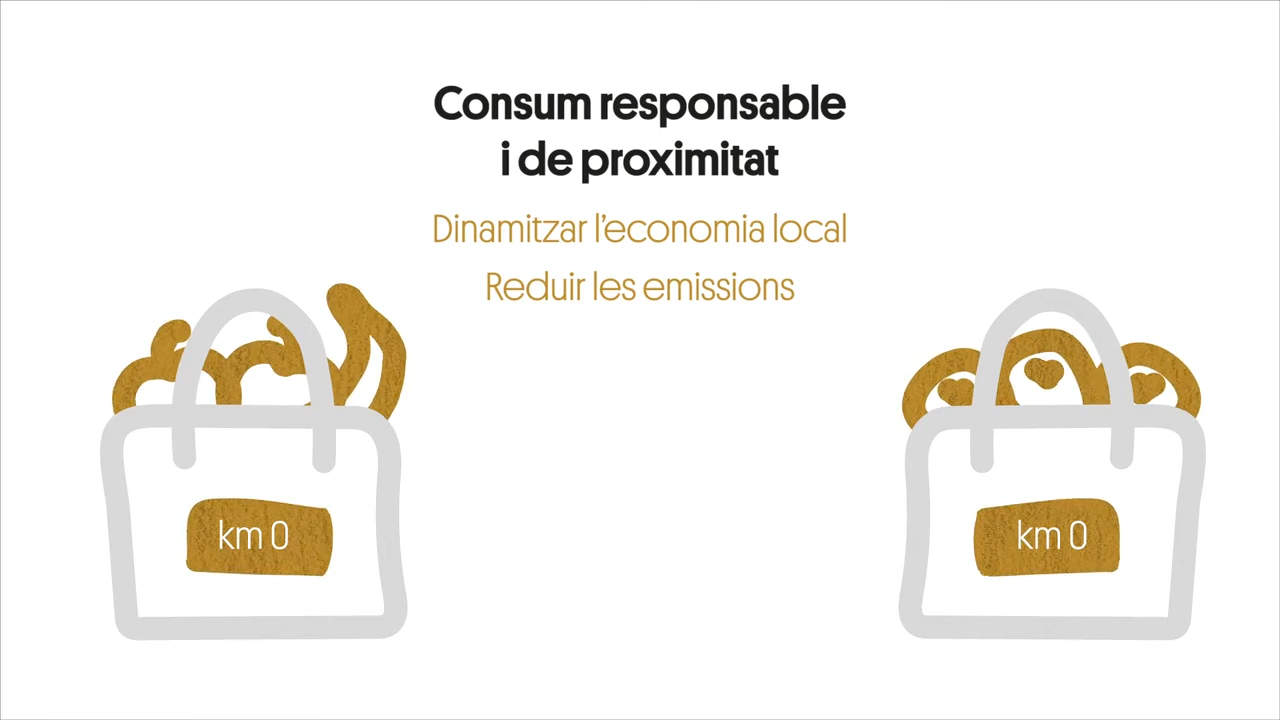 Consum responsable
i de proximitat
Dinamitzar l’economia local
Reduir les emissions
km 0
km 0